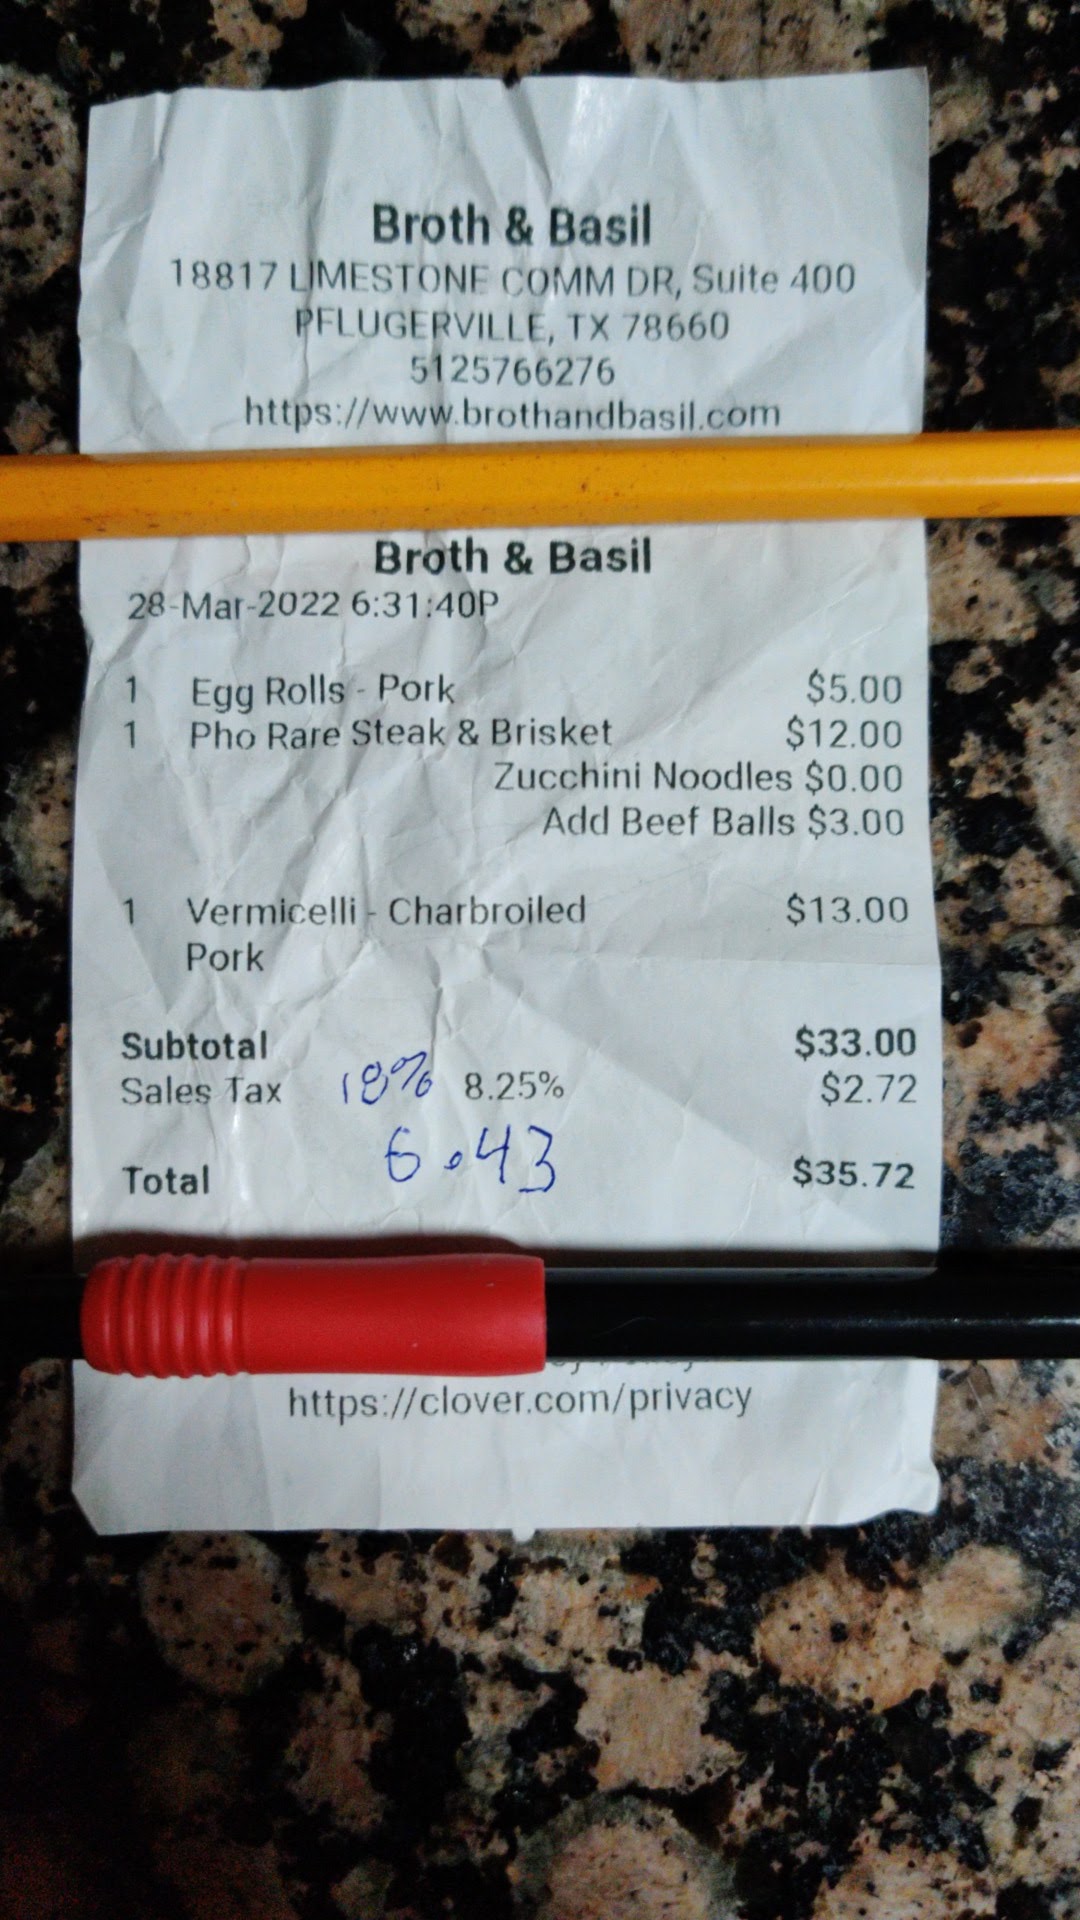 Broth & Basil
18817 LIMESTONE COMM DR, Suite 400
PFLUGERVILLE, TX 78660
5125766276
https://www.brothandbasil.com
Broth & Basil
28-Mar-2022 6:31:40P
1 Egg Rolls - Pork $5.00
1 Pho Rare Steak & Brisket $12.00
Zucchini Noodles $0.00
Add Beef Balls $3.00
1 Vermicelli - Charbroiled $13.00
Pork
Subtotal $33.00
Sales Tax 18% 8.25% $2.72
6.43
Total $35.72
https://clover.com/privacy